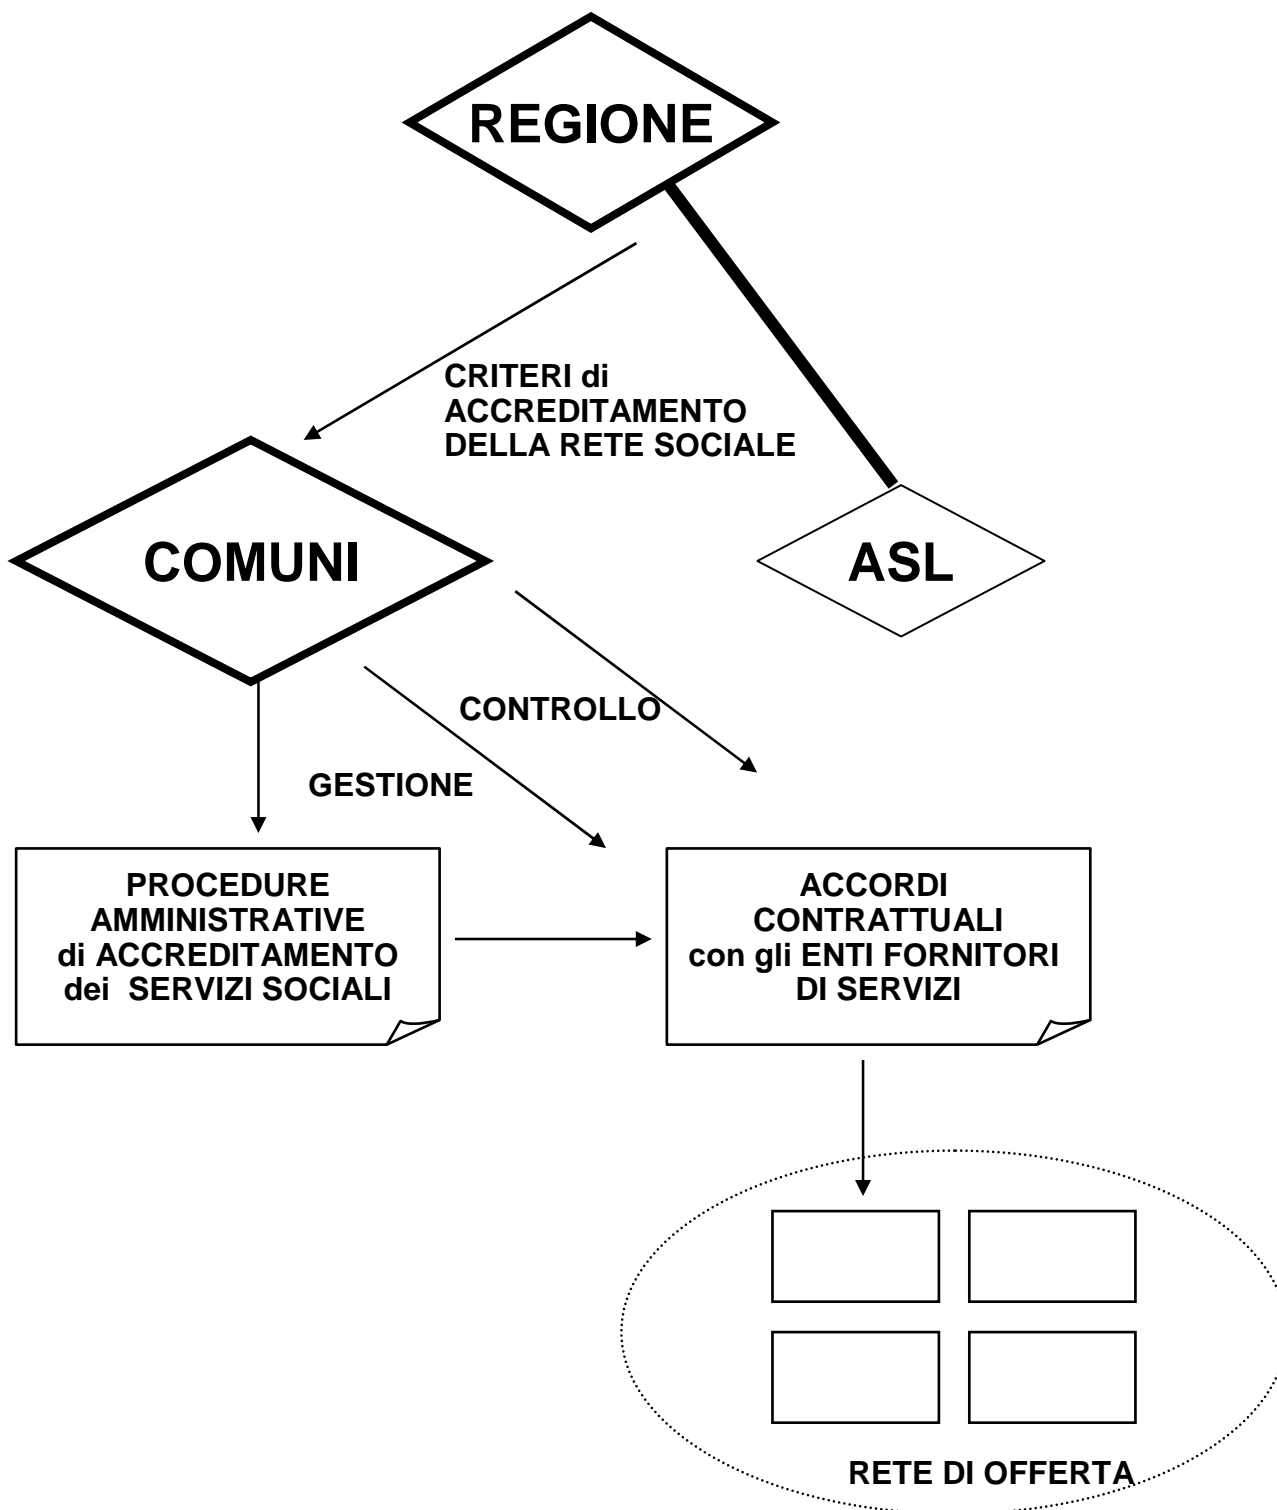 REGIONE
CRITERI di
ACCREDITAMENTO
DELLA RETE SOCIALE
COMUNI
ASL
CONTROLLO
GESTIONE
PROCEDURE
AMMINISTRATIVE
di ACCREDITAMENTO
dei SERVIZI SOCIALI
ACCORDI
CONTRATTUALI
con gli ENTI FORNITORI
DI SERVIZI
RETE DI OFFERTA